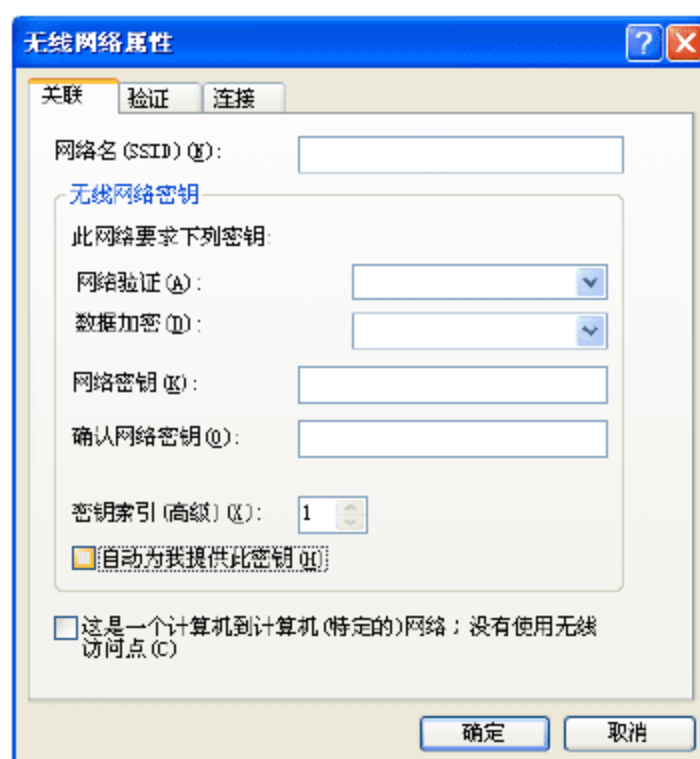 无线网络属性
关联 验证 连接
网络名(SSID)(N):
无线网络密钥
此网络要求下列密钥:
网络验证(A):
数据加密(D):
网络密钥(K):
确认网络密钥(O):
密钥索引(高级)(X): 1
自动为我提供此密钥(H)
这是一个计算机到计算机(特定的)网络；没有使用无线
访问点(C)
确定 取消